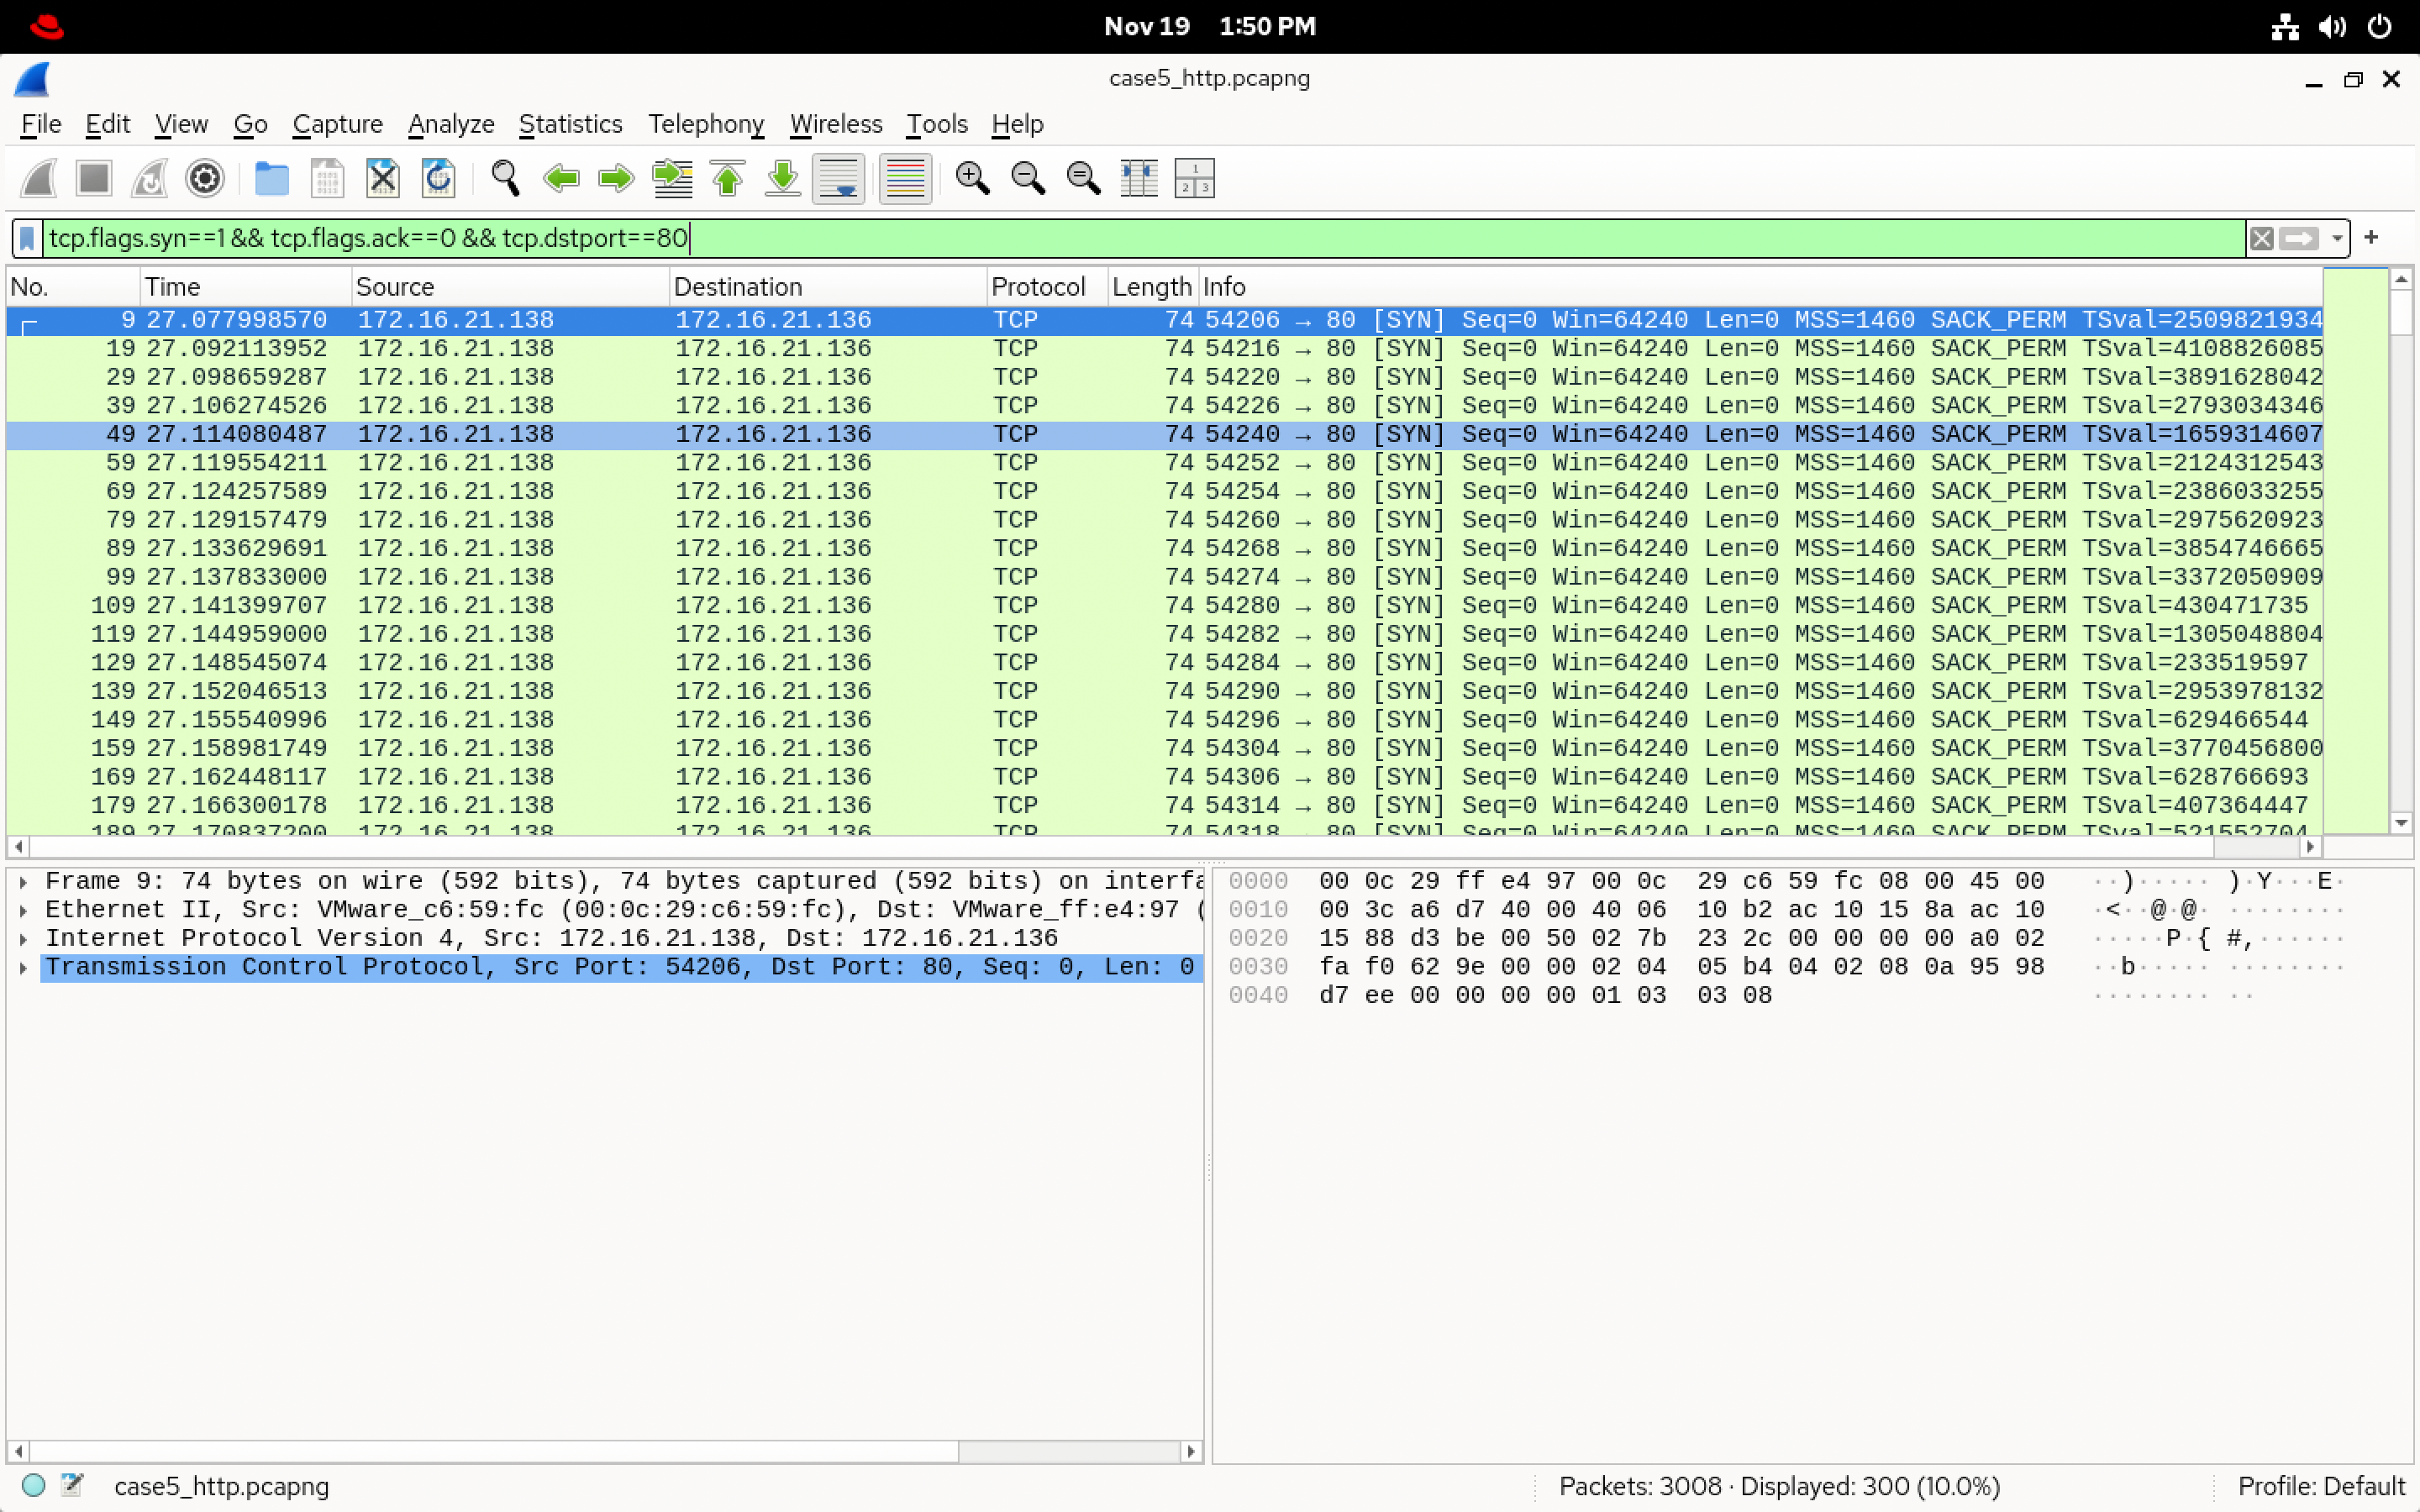 Nov 19 1:50 PM
case5_http.pcapng
File Edit View Go Capture Analyze Statistics Telephony Wireless Tools Help
tcp.flags.syn==1 && tcp.flags.ack==0 && tcp.dstport==80
No. Time Source Destination Protocol Length Info
9 27.077998570 172.16.21.138 172.16.21.136 TCP 74 54206 → 80 [SYN] Seq=0 Win=64240 Len=0 MSS=1460 SACK_PERM TSval=2509821934
19 27.092113952 172.16.21.138 172.16.21.136 TCP 74 54216 → 80 [SYN] Seq=0 Win=64240 Len=0 MSS=1460 SACK_PERM TSval=4108826085
29 27.098659287 172.16.21.138 172.16.21.136 TCP 74 54220 → 80 [SYN] Seq=0 Win=64240 Len=0 MSS=1460 SACK_PERM TSval=3891628042
39 27.106274526 172.16.21.138 172.16.21.136 TCP 74 54226 → 80 [SYN] Seq=0 Win=64240 Len=0 MSS=1460 SACK_PERM TSval=2793034346
49 27.114080487 172.16.21.138 172.16.21.136 TCP 74 54240 → 80 [SYN] Seq=0 Win=64240 Len=0 MSS=1460 SACK_PERM TSval=1659314607
59 27.119554211 172.16.21.138 172.16.21.136 TCP 74 54252 → 80 [SYN] Seq=0 Win=64240 Len=0 MSS=1460 SACK_PERM TSval=2124312543
69 27.124257589 172.16.21.138 172.16.21.136 TCP 74 54254 → 80 [SYN] Seq=0 Win=64240 Len=0 MSS=1460 SACK_PERM TSval=2386033255
79 27.129157479 172.16.21.138 172.16.21.136 TCP 74 54260 → 80 [SYN] Seq=0 Win=64240 Len=0 MSS=1460 SACK_PERM TSval=2975620923
89 27.133629691 172.16.21.138 172.16.21.136 TCP 74 54268 → 80 [SYN] Seq=0 Win=64240 Len=0 MSS=1460 SACK_PERM TSval=3854746665
99 27.137833000 172.16.21.138 172.16.21.136 TCP 74 54274 → 80 [SYN] Seq=0 Win=64240 Len=0 MSS=1460 SACK_PERM TSval=3372050909
109 27.141399707 172.16.21.138 172.16.21.136 TCP 74 54280 → 80 [SYN] Seq=0 Win=64240 Len=0 MSS=1460 SACK_PERM TSval=430471735
119 27.144959000 172.16.21.138 172.16.21.136 TCP 74 54282 → 80 [SYN] Seq=0 Win=64240 Len=0 MSS=1460 SACK_PERM TSval=1305048804
129 27.148545074 172.16.21.138 172.16.21.136 TCP 74 54284 → 80 [SYN] Seq=0 Win=64240 Len=0 MSS=1460 SACK_PERM TSval=233519597
139 27.152046513 172.16.21.138 172.16.21.136 TCP 74 54290 → 80 [SYN] Seq=0 Win=64240 Len=0 MSS=1460 SACK_PERM TSval=2953978132
149 27.155540996 172.16.21.138 172.16.21.136 TCP 74 54296 → 80 [SYN] Seq=0 Win=64240 Len=0 MSS=1460 SACK_PERM TSval=629466544
159 27.158981749 172.16.21.138 172.16.21.136 TCP 74 54304 → 80 [SYN] Seq=0 Win=64240 Len=0 MSS=1460 SACK_PERM TSval=3770456800
169 27.162448117 172.16.21.138 172.16.21.136 TCP 74 54306 → 80 [SYN] Seq=0 Win=64240 Len=0 MSS=1460 SACK_PERM TSval=628766693
179 27.166300178 172.16.21.138 172.16.21.136 TCP 74 54314 → 80 [SYN] Seq=0 Win=64240 Len=0 MSS=1460 SACK_PERM TSval=407364447
189 27.170837200 172.16.21.138 172.16.21.136 TCP 74 54318 → 80 [SYN] Seq=0 Win=64240 Len=0 MSS=1460 SACK_PERM TSval=521552704
Frame 9: 74 bytes on wire (592 bits), 74 bytes captured (592 bits) on interfa
Ethernet II, Src: VMware_c6:59:fc (00:0c:29:c6:59:fc), Dst: VMware_ff:e4:97 (
Internet Protocol Version 4, Src: 172.16.21.138, Dst: 172.16.21.136
Transmission Control Protocol, Src Port: 54206, Dst Port: 80, Seq: 0, Len: 0
0000 00 0c 29 ff e4 97 00 0c 29 c6 59 fc 08 00 45 00 ··)····· )·Y···E·
0010 00 3c a6 d7 40 00 40 06 10 b2 ac 10 15 8a ac 10 ·<··@·@· ········
0020 15 88 d3 be 00 50 02 7b 23 2c 00 00 00 00 a0 02 ·····P·{ #,······
0030 fa f0 62 9e 00 00 02 04 05 b4 04 02 08 0a 95 98 ··b····· ········
0040 d7 ee 00 00 00 00 01 03 03 08 ········ ··
case5_http.pcapng
Packets: 3008 · Displayed: 300 (10.0%)
Profile: Default